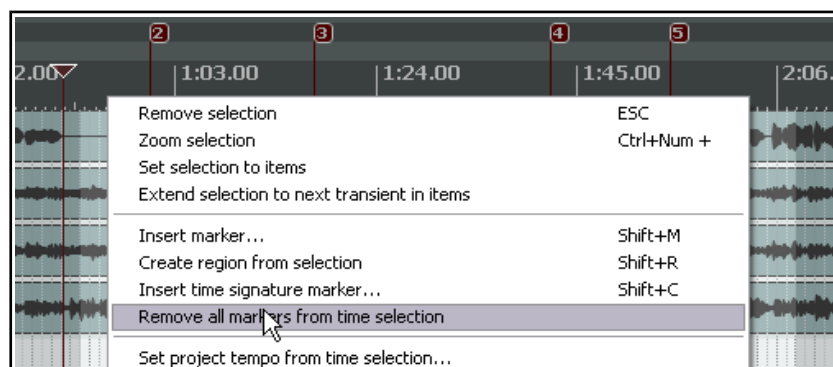 2 3 4 5
2.00 1:03.00 1:24.00 1:45.00 2:06.
Remove selection ESC
Zoom selection Ctrl+Num +
Set selection to items
Extend selection to next transient in items
Insert marker... Shift+M
Create region from selection Shift+R
Insert time signature marker... Shift+C
Remove all markers from time selection
Set project tempo from time selection...